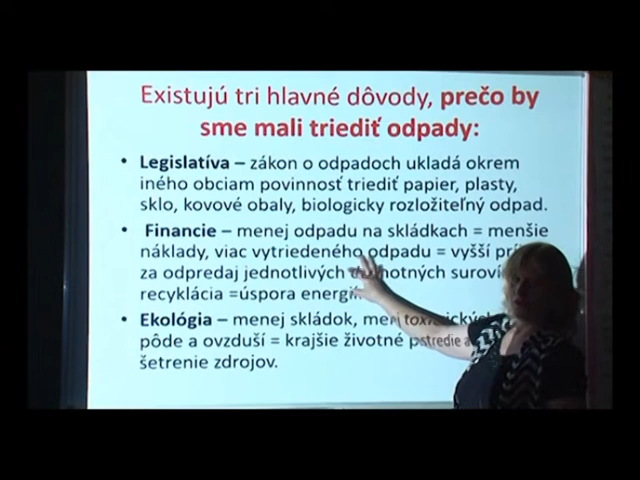 Existujú tri hlavné dôvody, prečo by
sme mali triediť odpady:
• Legislatíva – zákon o odpadoch ukladá okrem
iného obciam povinnosť triediť papier, plasty,
sklo, kovové obaly, biologicky rozložiteľný odpad.
• Financie – menej odpadu na skládkach = menšie
náklady, viac vytriedeného odpadu = vyšší
za odpredaj jednotlivých
recyklácia =úspora
• Ekológia – menej skládok,
pôde a ovzduší = krajšie životné
šetrenie zdrojov.